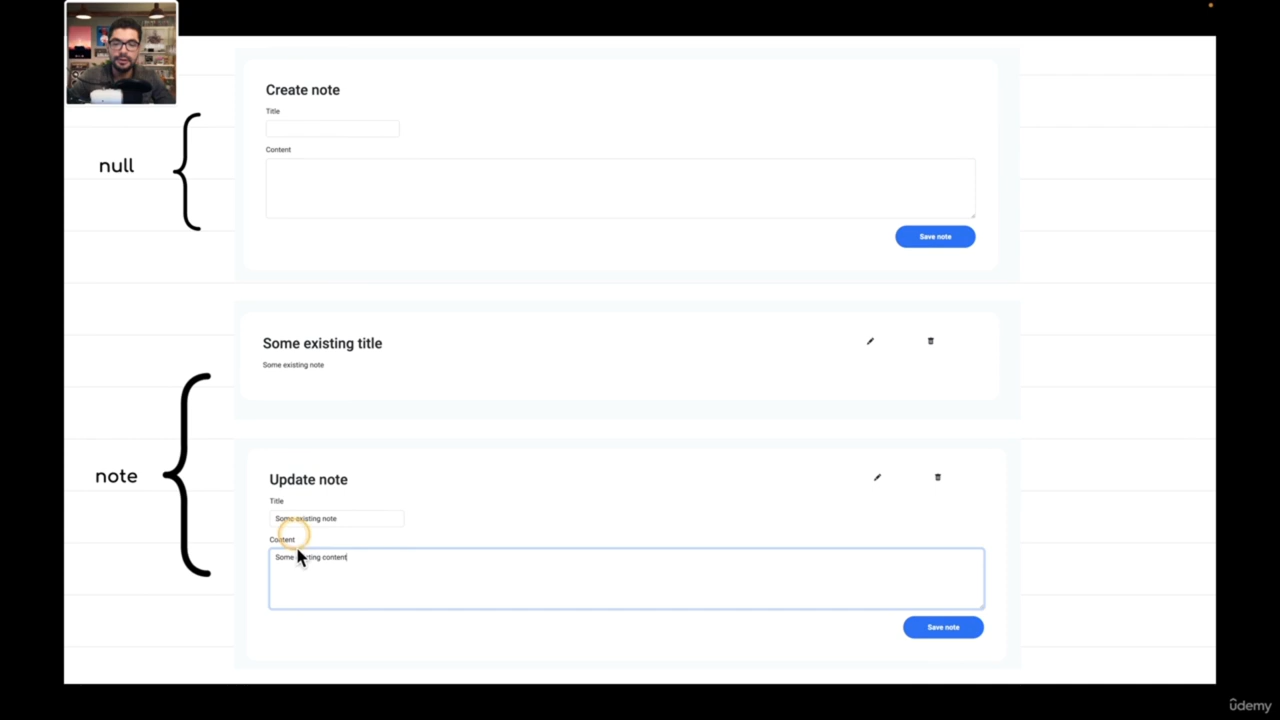 Create note
Title
null
Content
Save note
Some existing title
Some existing note
note
Update note
Title
Some existing note
Content
Some content
Save note
ûdemy